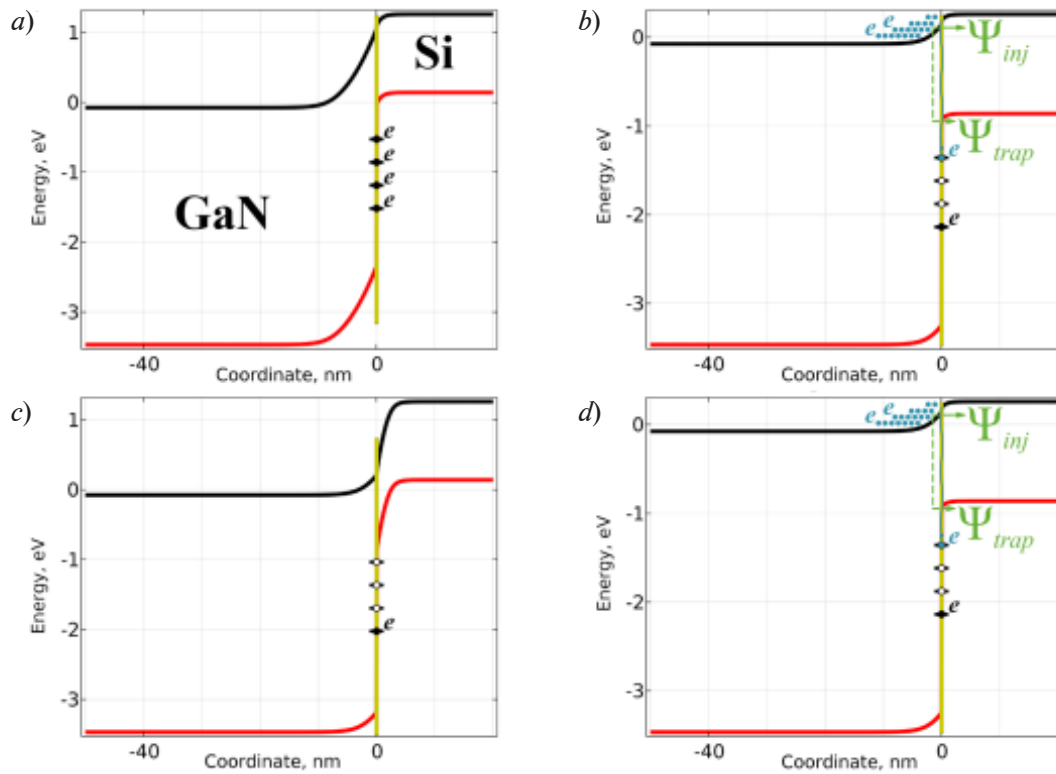 a)
1
0
-1
-2
-3
Energy, eV
Si
GaN
e
e
e
e
-40
0
Coordinate, nm
b)
0
-1
-2
-3
Energy, eV
e
e
Ψinj
Ψtrap
e
e
-40
0
Coordinate, nm
c)
1
0
-1
-2
-3
Energy, eV
e
-40
0
Coordinate, nm
d)
0
-1
-2
-3
Energy, eV
e
e
Ψinj
Ψtrap
e
e
-40
0
Coordinate, nm